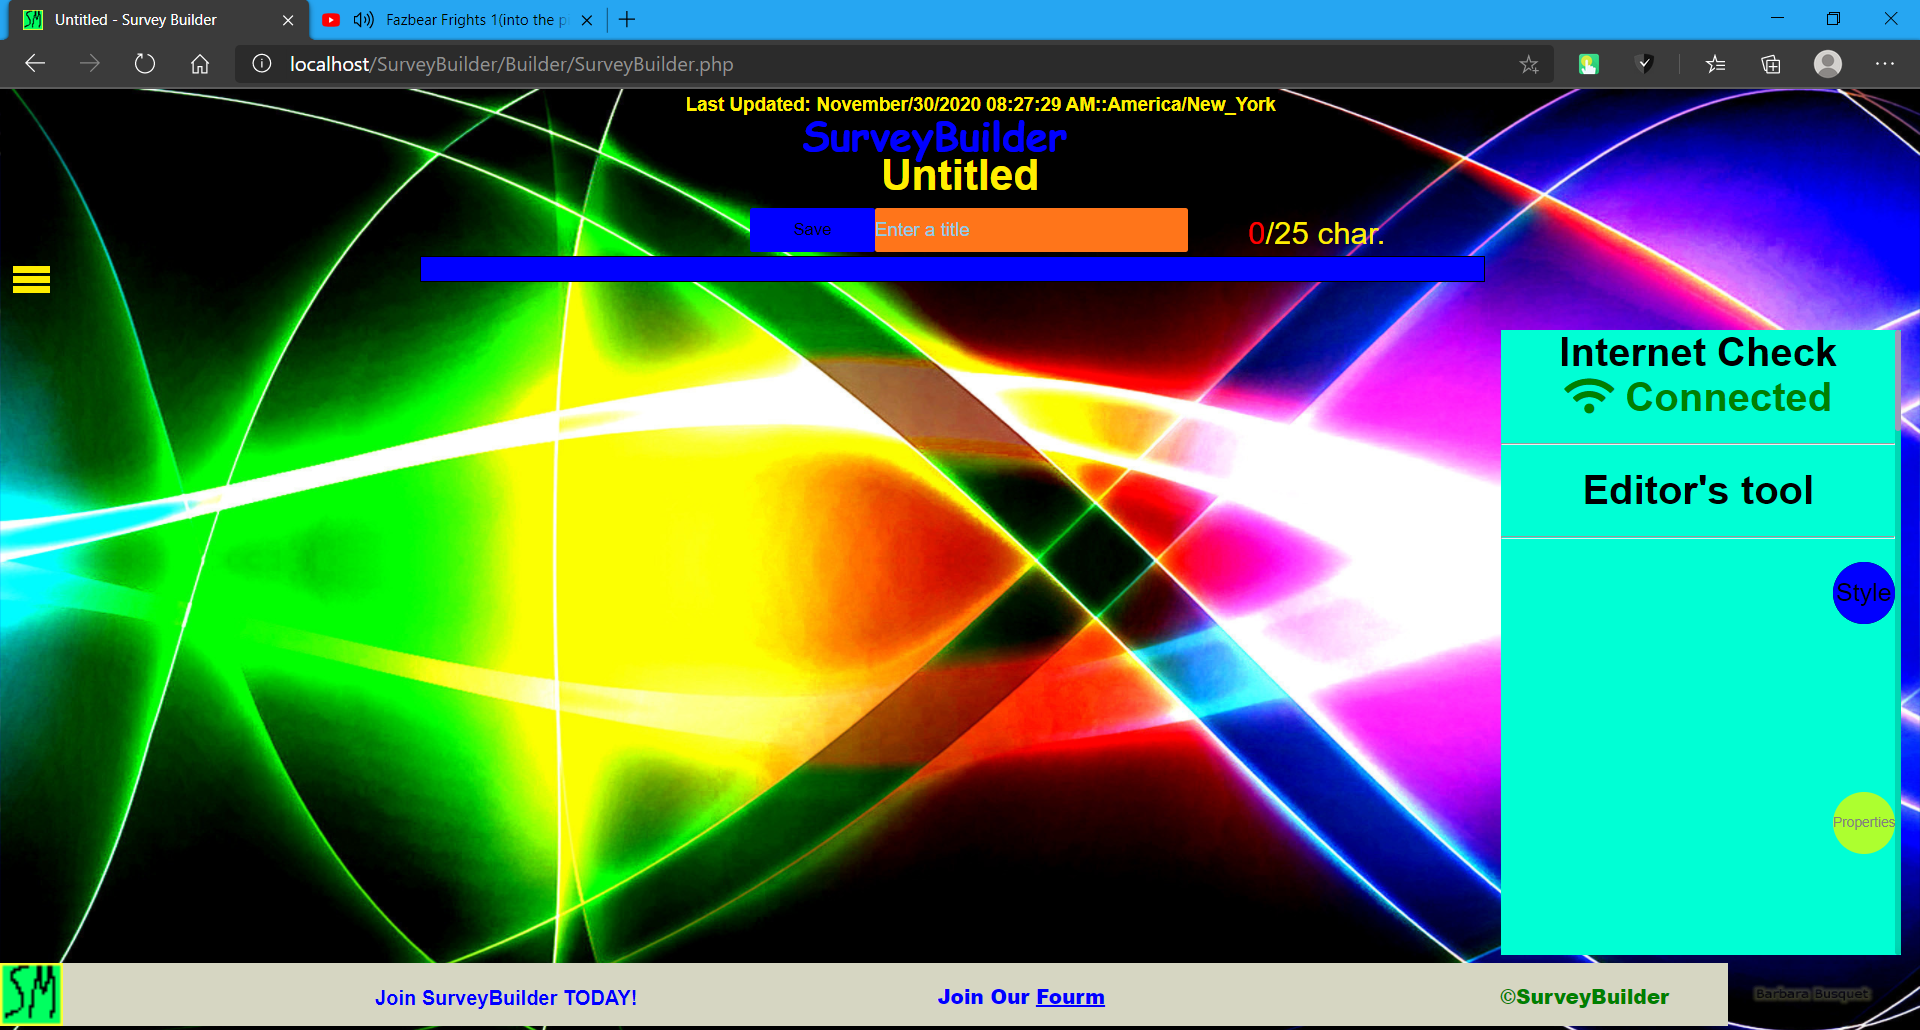 Untitled - Survey Builder
Fazbear Frights 1(into the p
localhost/SurveyBuilder/Builder/SurveyBuilder.php
Last Updated: November/30/2020 08:27:29 AM::America/New_York
SurveyBuilder
Untitled
Save
Enter a title
0/25 char.
Internet Check
Connected
Editor's tool
Style
Properties
SM
Join SurveyBuilder TODAY!
Join Our Fourm
©SurveyBuilder
Barbara Busquet